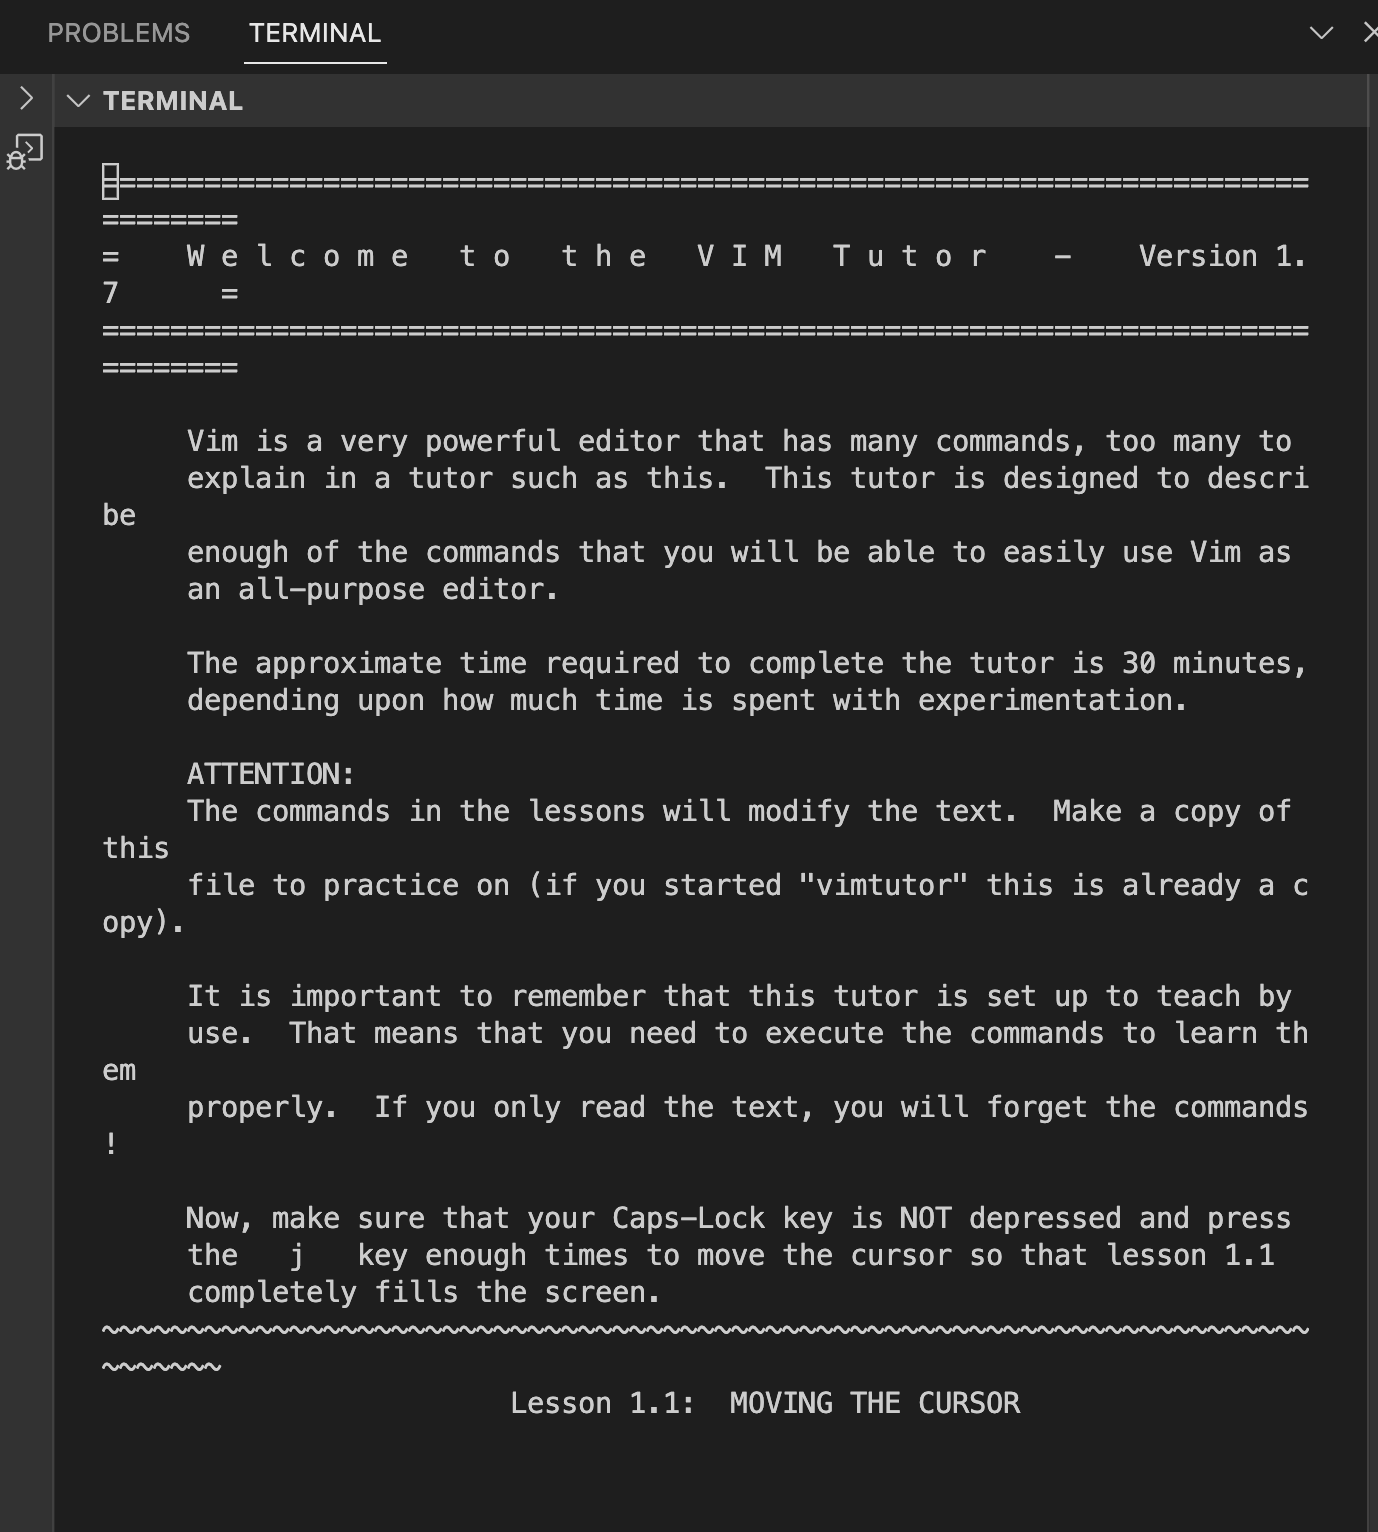 PROBLEMS TERMINAL
TERMINAL
=======================================================================
========
=    W e l c o m e   t o   t h e   V I M   T u t o r    -    Version 1.
7      =
=======================================================================
========

     Vim is a very powerful editor that has many commands, too many to
     explain in a tutor such as this.  This tutor is designed to descri
be
     enough of the commands that you will be able to easily use Vim as
     an all-purpose editor.

     The approximate time required to complete the tutor is 30 minutes,
     depending upon how much time is spent with experimentation.

     ATTENTION:
     The commands in the lessons will modify the text.  Make a copy of
this
     file to practice on (if you started "vimtutor" this is already a c
opy).

     It is important to remember that this tutor is set up to teach by
     use.  That means that you need to execute the commands to learn th
em
     properly.  If you only read the text, you will forget the commands
!

     Now, make sure that your Caps-Lock key is NOT depressed and press
     the   j   key enough times to move the cursor so that lesson 1.1
     completely fills the screen.
~~~~~~~~~~~~~~~~~~~~~~~~~~~~~~~~~~~~~~~~~~~~~~~~~~~~~~~~~~~~~~~~~~~~~~~
~~~~~~~
                        Lesson 1.1:  MOVING THE CURSOR